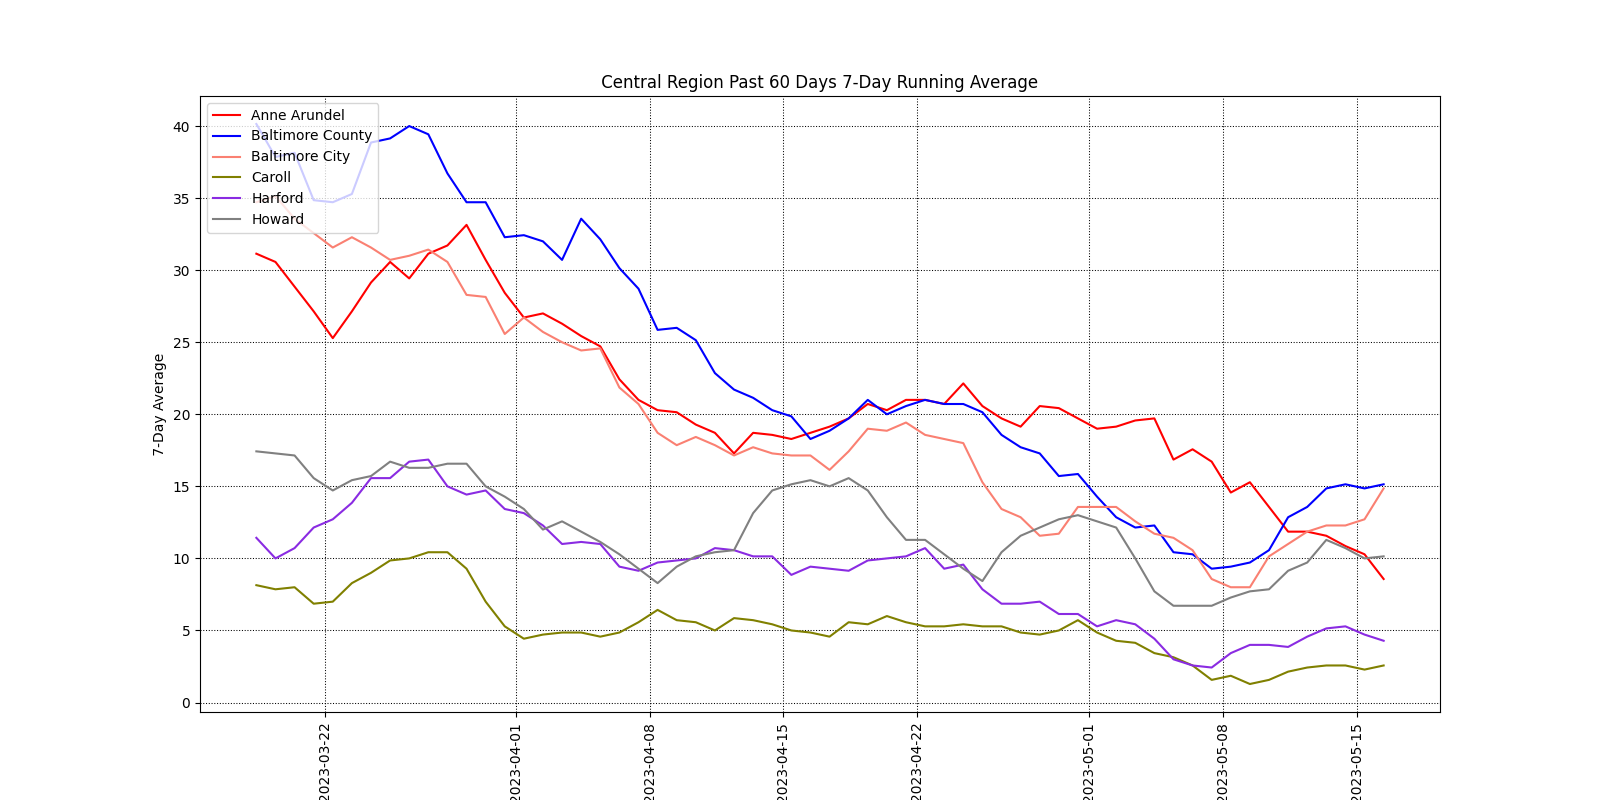 Central Region Past 60 Days 7-Day Running Average
Anne Arundel
Baltimore County
Baltimore City
Caroll
Harford
Howard
40
35
30
25
20
15
10
5
0
7-Day Average
2023-03-22
2023-04-01
2023-04-08
2023-04-15
2023-04-22
2023-05-01
2023-05-08
2023-05-15